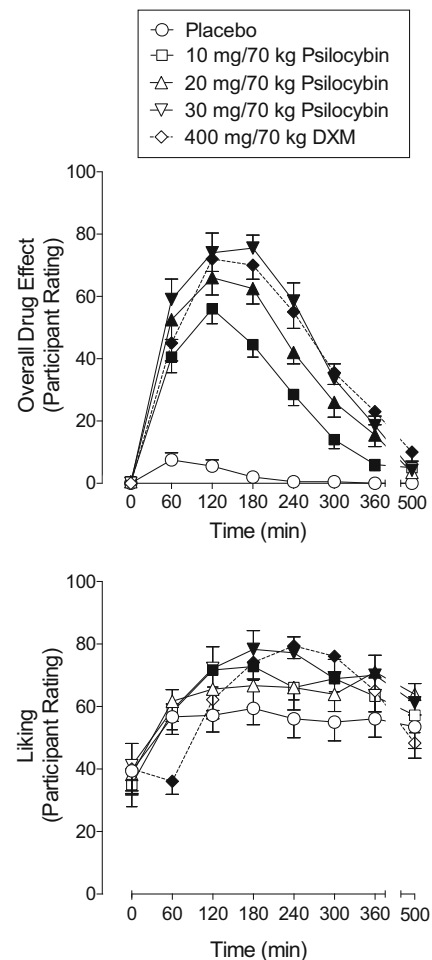 Placebo
10 mg/70 kg Psilocybin
20 mg/70 kg Psilocybin
30 mg/70 kg Psilocybin
400 mg/70 kg DXM
100
80
60
40
20
0
Overall Drug Effect
(Participant Rating)
0 60 120 180 240 300 360 500
Time (min)
100
80
60
40
20
0
Liking
(Participant Rating)
0 60 120 180 240 300 360 500
Time (min)